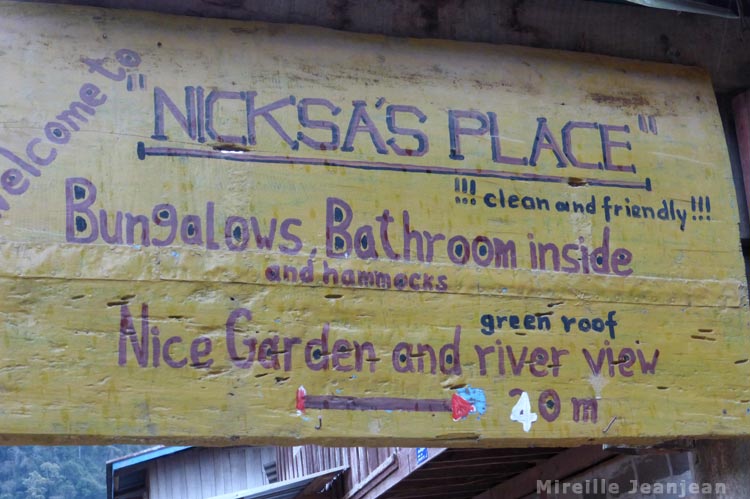 welcome to
"NICKSA'S PLACE"
!!! clean and friendly!!!
Bungalows, Bathroom inside
and hammocks
green roof
Nice Garden and river view
40 m
Mireille Jeanjean